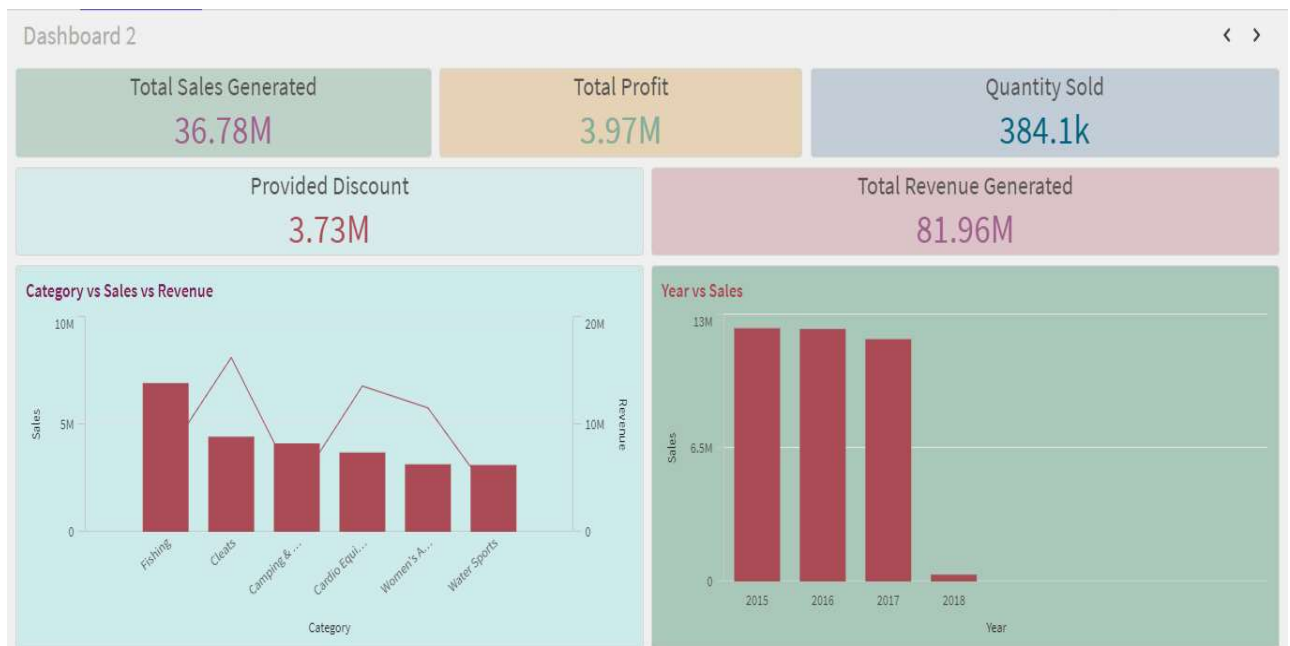 Dashboard 2
Total Sales Generated
36.78M
Total Profit
3.97M
Quantity Sold
384.1k
Provided Discount
3.73M
Total Revenue Generated
81.96M
Category vs Sales vs Revenue
10M
5M
0
Sales
20M
10M
0
Revenue
Fishing
Cleats
Camping & ...
Cardio Equi...
Women's A...
Water Sports
Category
Year vs Sales
13M
6.5M
0
Sales
2015
2016
2017
2018
Year